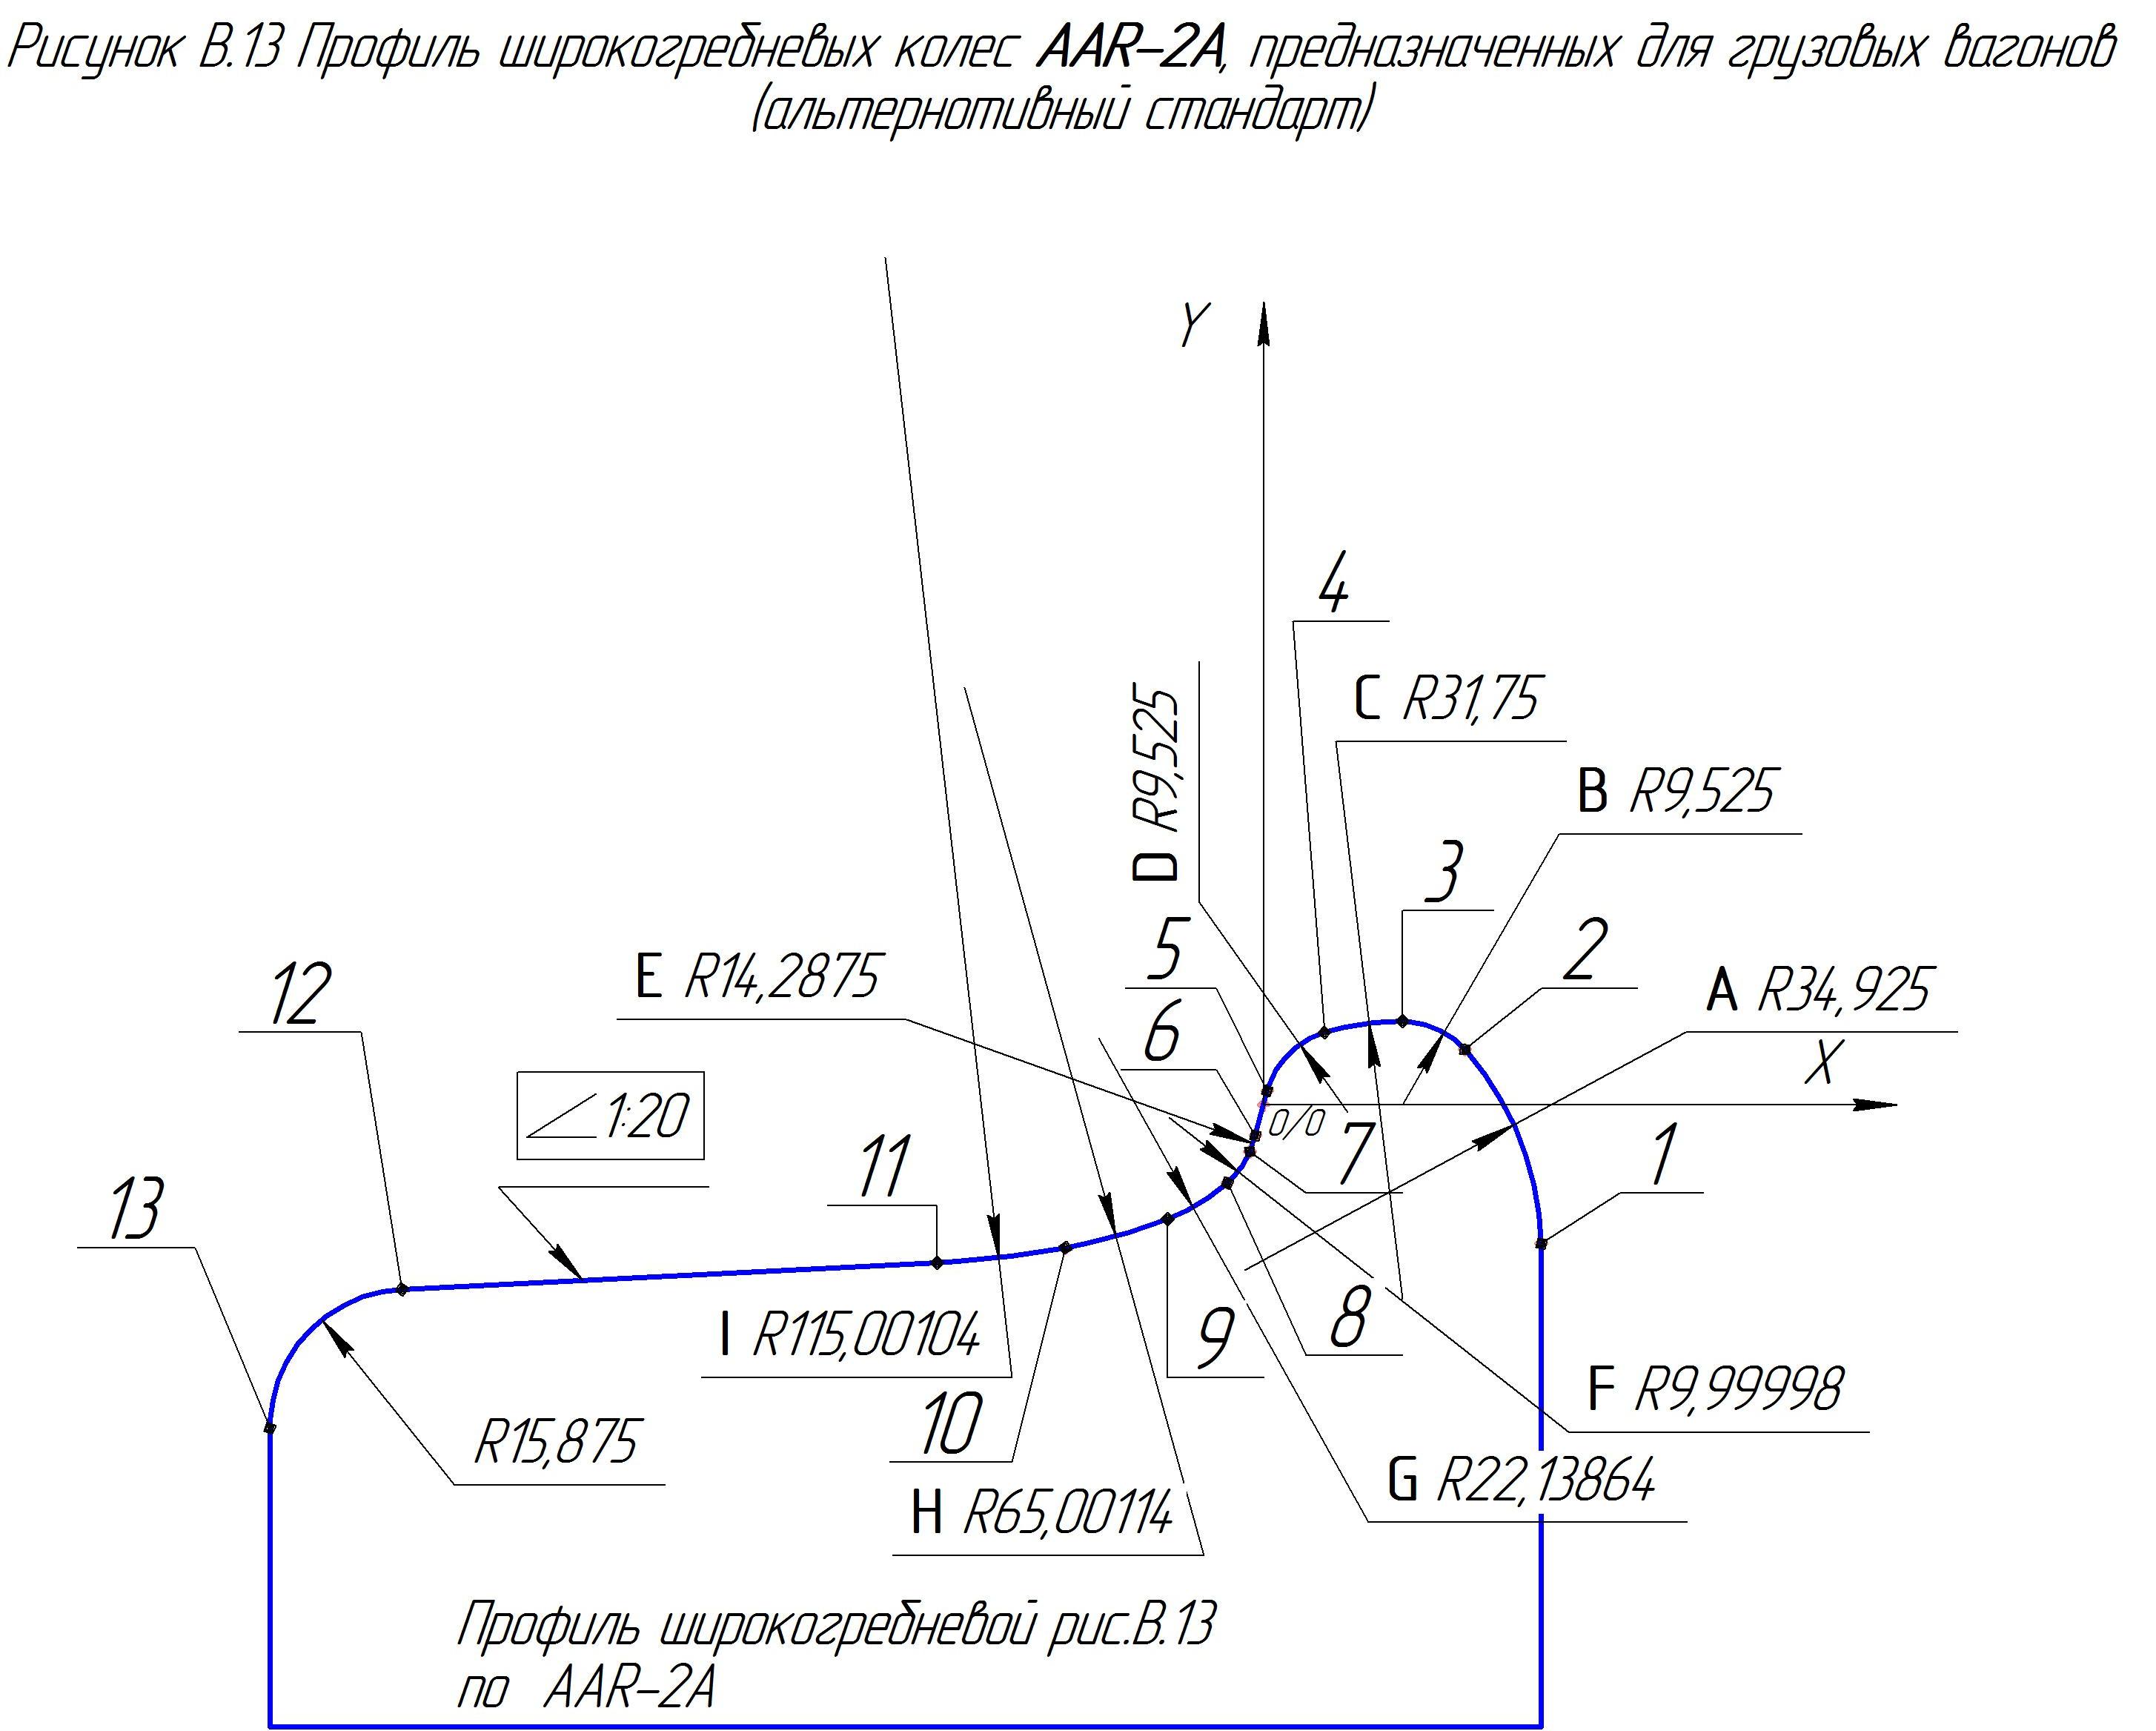 Рисунок В.13 Профиль широкогребневых колес AAR-2A, предназначенных для грузовых вагонов
(альтернотивный стандарт)
Y
X
0/0
A R34,925
B R9,525
C R31,75
D R9,525
E R14,2875
F R9,99998
G R22,13864
H R65,00114
I R115,00104
R15,875
1:20
1
2
3
4
5
6
7
8
9
10
11
12
13
Профиль широкогребневой рис.В.13
по AAR-2A